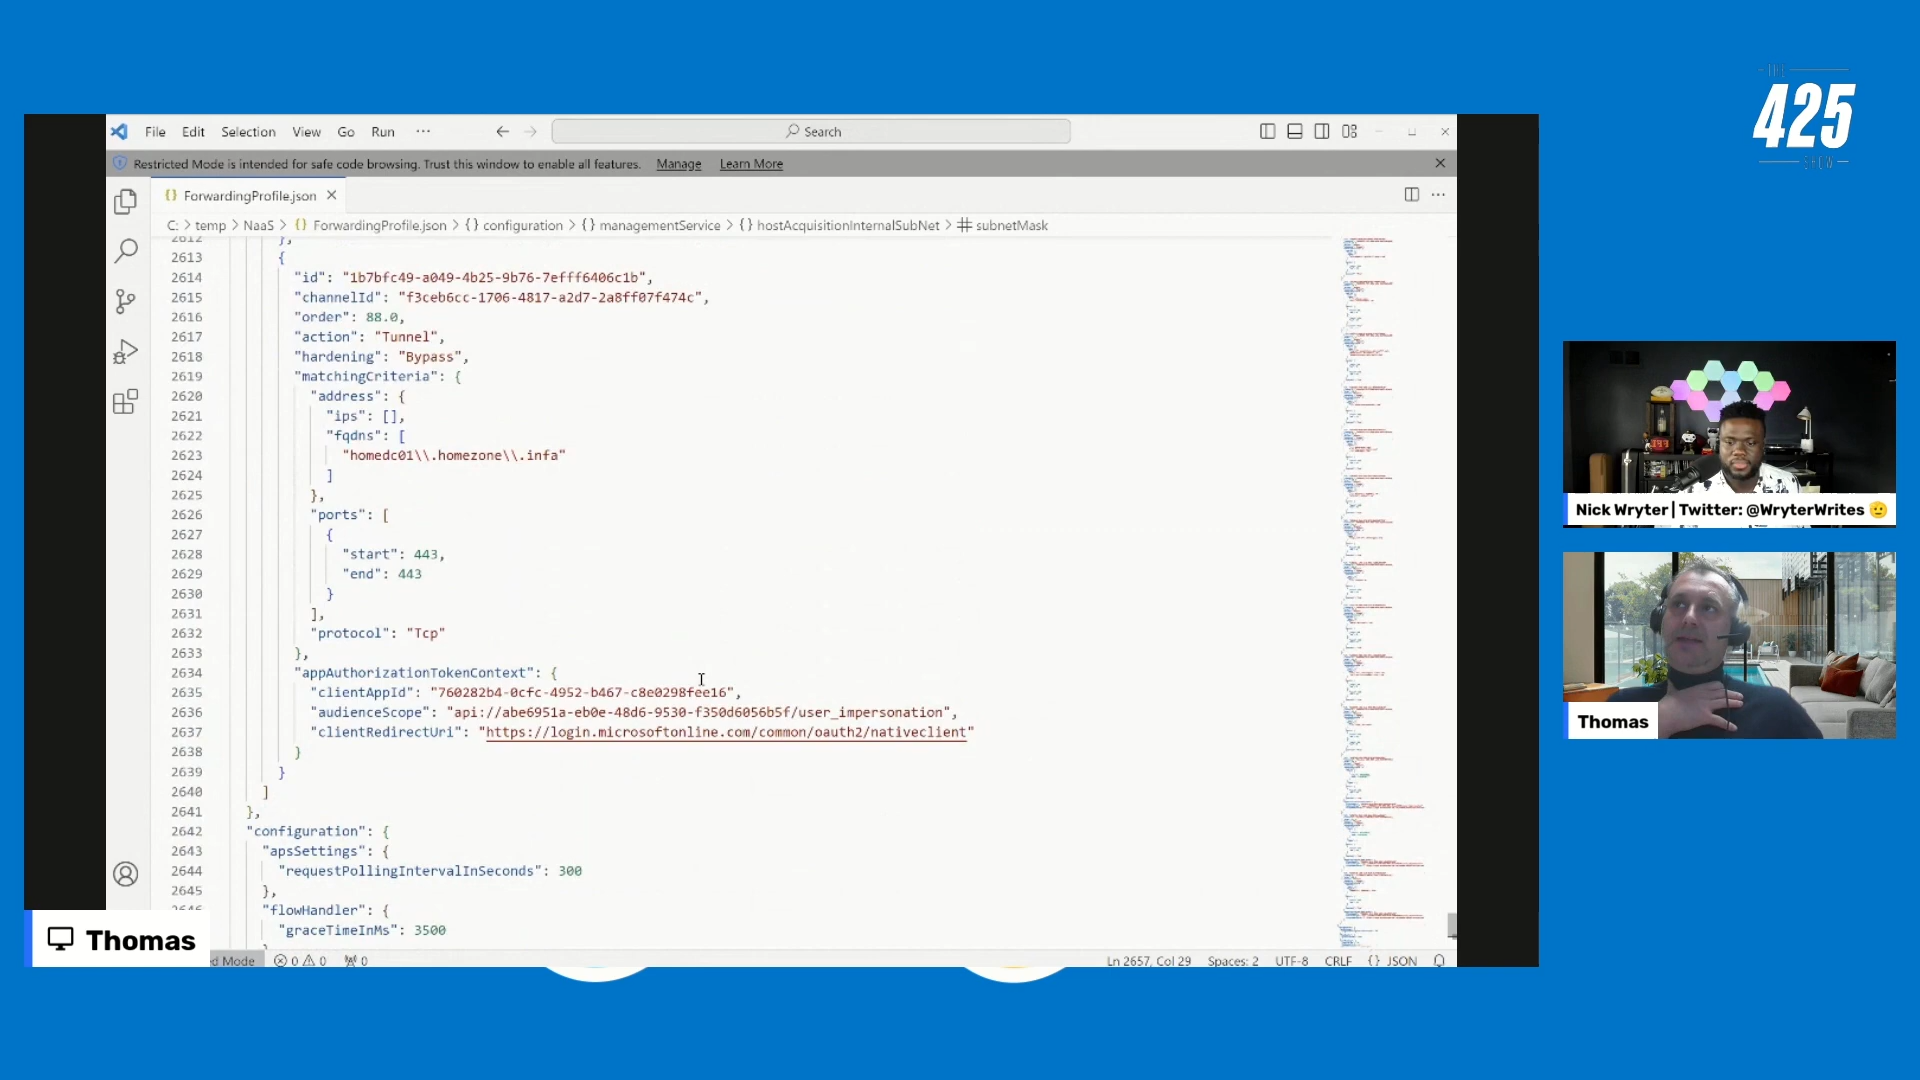 THE
425
SHOW
File Edit Selection View Go Run ··· Search
Restricted Mode is intended for safe code browsing. Trust this window to enable all features. Manage Learn More
{} ForwardingProfile.json
C: > temp > NaaS > {} ForwardingProfile.json > {} configuration > {} managementService > {} hostAcquisitionInternalSubNet > # subnetMask
2612 },
2613 {
2614 "id": "1b7bfc49-a049-4b25-9b76-7efff6406c1b",
2615 "channelId": "f3ceb6cc-1706-4817-a2d7-2a8ff07f474c",
2616 "order": 88.0,
2617 "action": "Tunnel",
2618 "hardening": "Bypass",
2619 "matchingCriteria": {
2620 "address": {
2621 "ips": [],
2622 "fqdns": [
2623 "homedc01\\.homezone\\.infa"
2624 ]
2625 },
2626 "ports": [
2627 {
2628 "start": 443,
2629 "end": 443
2630 }
2631 ],
2632 "protocol": "Tcp"
2633 },
2634 "appAuthorizationTokenContext": {
2635 "clientAppId": "760282b4-0cfc-4952-b467-c8e0298fee16",
2636 "audienceScope": "api://abe6951a-eb0e-48d6-9530-f350d6056b5f/user_impersonation",
2637 "clientRedirectUri": "https://login.microsoftonline.com/common/oauth2/nativeclient"
2638 }
2639 }
2640 ]
2641 },
2642 "configuration": {
2643 "apsSettings": {
2644 "requestPollingIntervalInSeconds": 300
2645 },
2646 "flowHandler": {
"graceTimeInMs": 3500
d Mode 0 0 0 Ln 2657, Col 29 Spaces: 2 UTF-8 CRLF {} JSON
Thomas
Nick Wryter | Twitter: @WryterWrites 🫡
Thomas